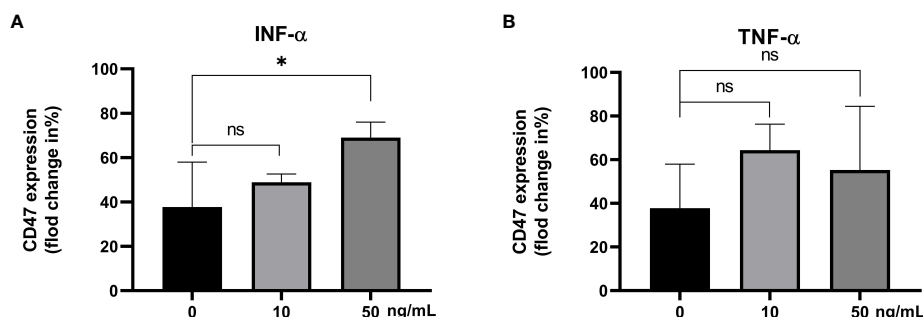 A
INF-α
CD47 expression
(flod change in%)
100
80
60
40
20
0
*
ns
0 10 50 ng/mL
B
TNF-α
CD47 expression
(flod change in%)
100
80
60
40
20
0
ns
ns
0 10 50 ng/mL